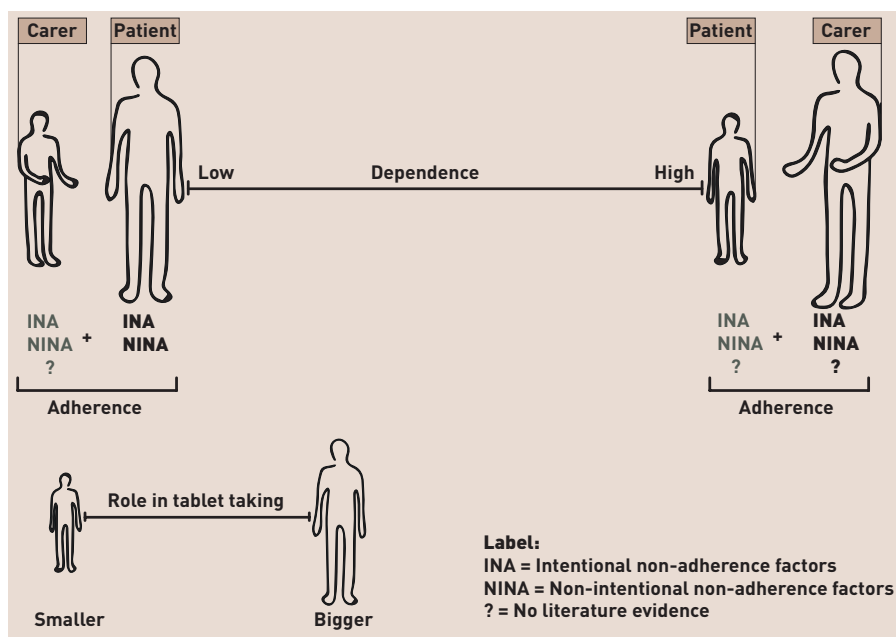 Carer Patient Patient Carer
Low Dependence High
INA INA INA INA
NINA + NINA NINA + NINA
? ? ?
Adherence Adherence
Role in tablet taking
Smaller Bigger
Label:
INA = Intentional non-adherence factors
NINA = Non-intentional non-adherence factors
? = No literature evidence